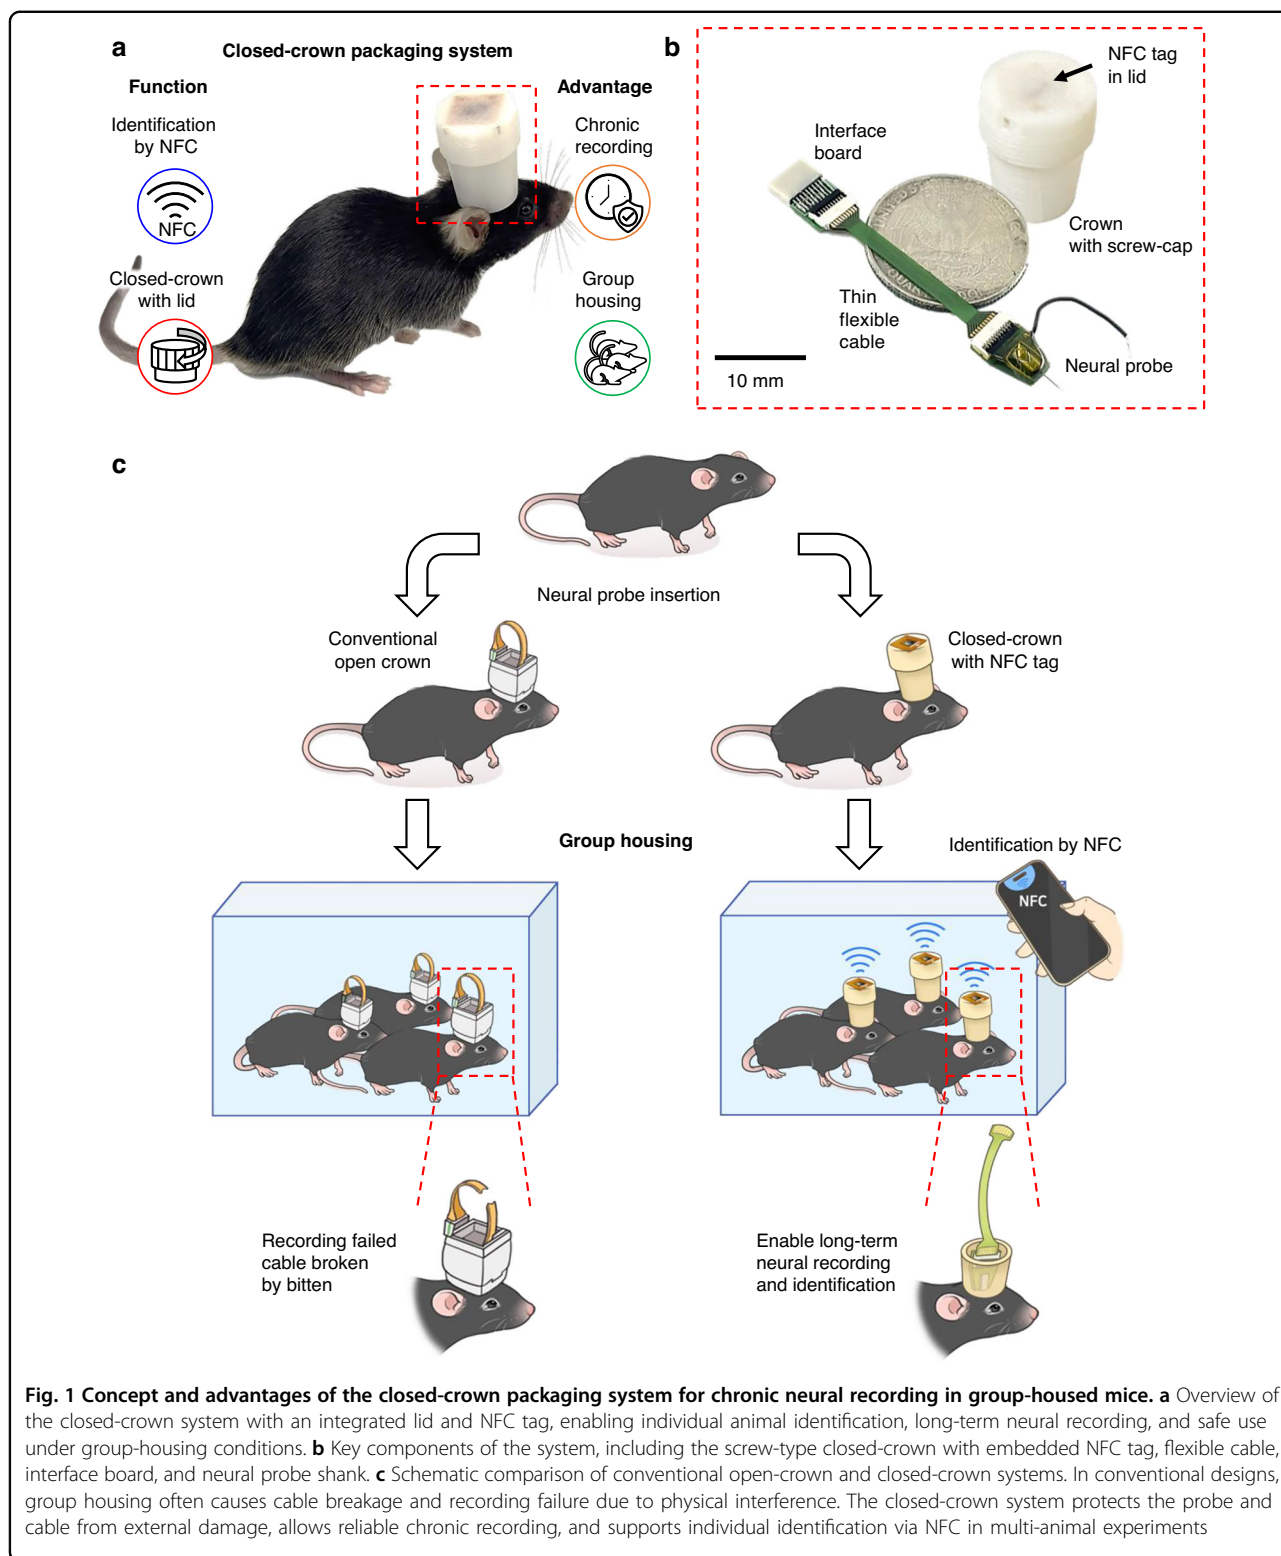 a
Closed-crown packaging system
Function
Advantage
Identification
by NFC
NFC
Closed-crown
with lid
Chronic
recording
Group
housing
b
NFC tag
in lid
Interface
board
Crown
with screw-cap
Thin
flexible
cable
10 mm
Neural probe
c
Neural probe insertion
Conventional
open crown
Closed-crown
with NFC tag
Group housing
Identification by NFC
NFC
Recording failed
cable broken
by bitten
Enable long-term
neural recording
and identification
Fig. 1 Concept and advantages of the closed-crown packaging system for chronic neural recording in group-housed mice. a Overview of
the closed-crown system with an integrated lid and NFC tag, enabling individual animal identification, long-term neural recording, and safe use
under group-housing conditions. b Key components of the system, including the screw-type closed-crown with embedded NFC tag, flexible cable,
interface board, and neural probe shank. c Schematic comparison of conventional open-crown and closed-crown systems. In conventional designs,
group housing often causes cable breakage and recording failure due to physical interference. The closed-crown system protects the probe and
cable from external damage, allows reliable chronic recording, and supports individual identification via NFC in multi-animal experiments